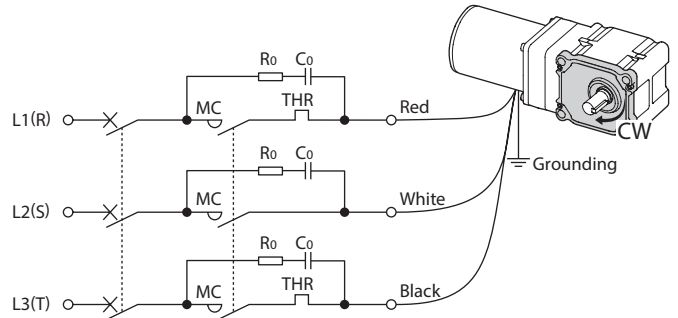 R0 C0
MC THR
L1(R) Red
CW
R0 C0
Grounding
MC
L2(S) White
R0 C0
MC THR
L3(T) Black